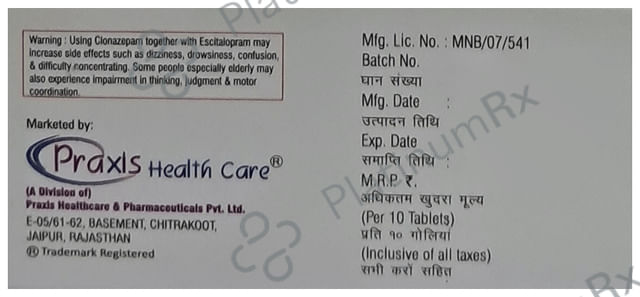 Warning : Using Clonazepam together with Escitalopram may
increase side effects such as dizziness, drowsiness, confusion,
& difficulty concentrating. Some people especially elderly may
also experience impairment in thinking, judgment & motor
coordination.
Marketed by:
Praxis Health Care®
(A Division of)
Praxis Healthcare & Pharmaceuticals Pvt. Ltd.
E-05/61-62, BASEMENT, CHITRAKOOT,
JAIPUR, RAJASTHAN
® Trademark Registered
Mfg. Lic. No. : MNB/07/541
Batch No.
घान संख्या
Mfg. Date :
उत्पादन तिथि
Exp. Date
समाप्ति तिथि :
M.R.P ₹.
अधिकतम खुदरा मूल्य
(Per 10 Tablets)
प्रति १० गोलियां
(Inclusive of all taxes)
सभी करों सहित
PlatinumRx